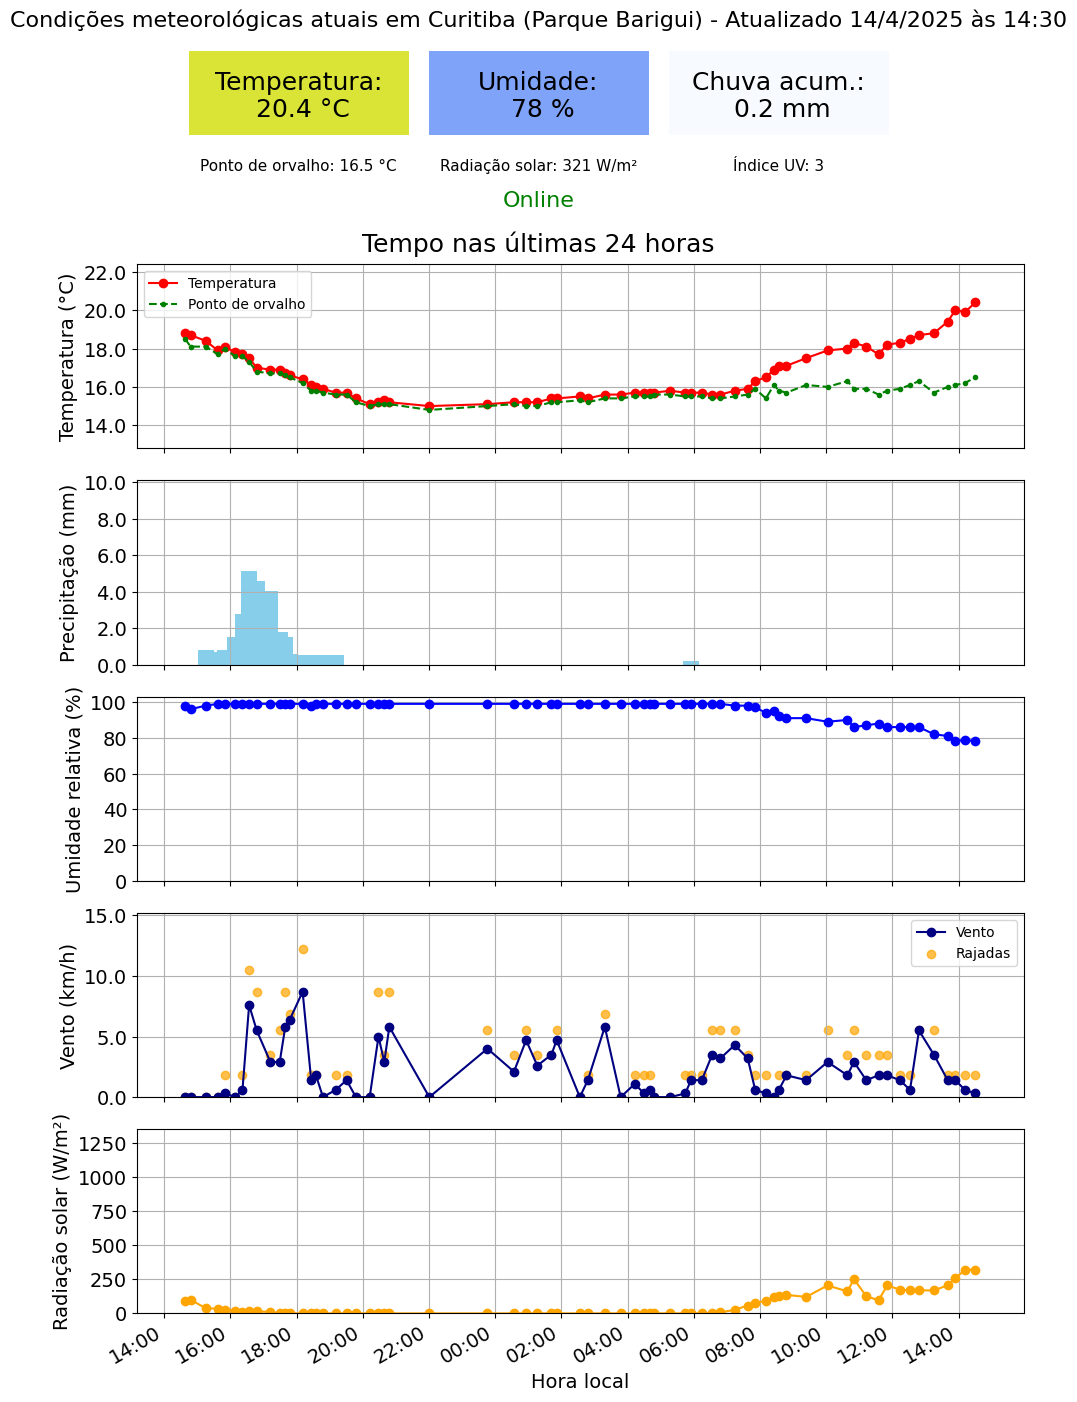 Condições meteorológicas atuais em Curitiba (Parque Barigui) - Atualizado 14/4/2025 às 14:30
Temperatura:
20.4 °C
Umidade:
78 %
Chuva acum.:
0.2 mm
Ponto de orvalho: 16.5 °C
Radiação solar: 321 W/m²
Índice UV: 3
Online
Tempo nas últimas 24 horas
Temperatura (°C)
22.0
20.0
18.0
16.0
14.0
Temperatura
Ponto de orvalho
Precipitação (mm)
10.0
8.0
6.0
4.0
2.0
0.0
Umidade relativa (%)
100
80
60
40
20
0
Vento (km/h)
15.0
10.0
5.0
0.0
Vento
Rajadas
Radiação solar (W/m²)
1250
1000
750
500
250
0
14:00
16:00
18:00
20:00
22:00
00:00
02:00
04:00
06:00
08:00
10:00
12:00
14:00
Hora local